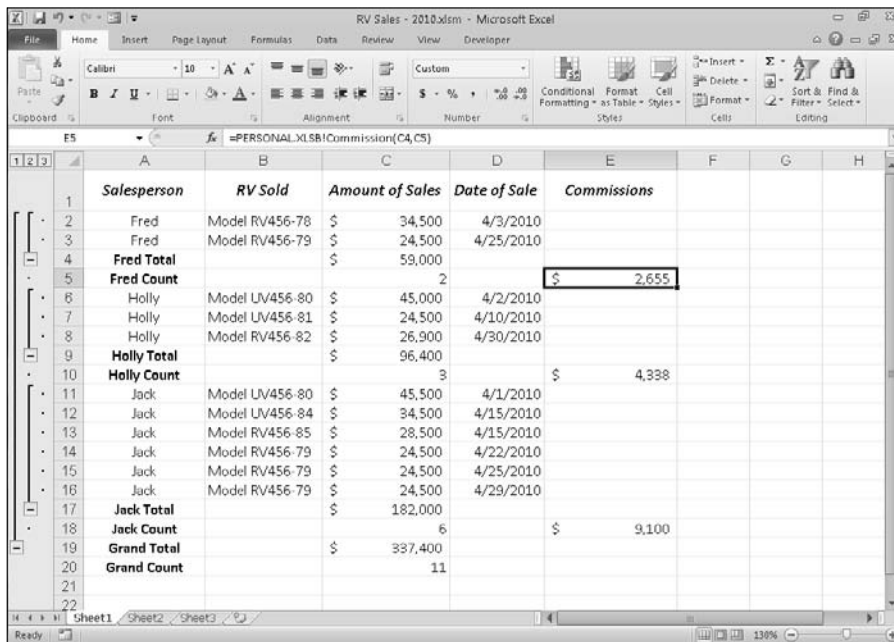 RV Sales - 2010.xlsm - Microsoft Excel
File Home Insert Page Layout Formulas Data Review View Developer
Paste
Clipboard
Calibri 10 A A
B I U A
Font
Alignment
Custom
$ % , .0 .00 .00 .0
Number
Conditional Formatting
Format as Table
Cell Styles
Styles
Insert
Delete
Format
Cells
Σ
Sort & Filter
Find & Select
Editing
E5 fx =PERSONAL.XLSB!Commission(C4,C5)
1 2 3 A B C D E F G H
1 Salesperson RV Sold Amount of Sales Date of Sale Commissions
2 Fred Model RV456-78 $ 34,500 4/3/2010
3 Fred Model RV456-79 $ 24,500 4/25/2010
4 Fred Total $ 59,000
5 Fred Count 2 $ 2,655
6 Holly Model UV456-80 $ 45,000 4/2/2010
7 Holly Model UV456-81 $ 24,500 4/10/2010
8 Holly Model RV456-82 $ 26,900 4/30/2010
9 Holly Total $ 96,400
10 Holly Count 3 $ 4,338
11 Jack Model UV456-80 $ 45,500 4/1/2010
12 Jack Model UV456-84 $ 34,500 4/15/2010
13 Jack Model RV456-85 $ 28,500 4/15/2010
14 Jack Model RV456-79 $ 24,500 4/22/2010
15 Jack Model RV456-79 $ 24,500 4/25/2010
16 Jack Model RV456-79 $ 24,500 4/29/2010
17 Jack Total $ 182,000
18 Jack Count 6 $ 9,100
19 Grand Total $ 337,400
20 Grand Count 11
21
22
Sheet1 Sheet2 Sheet3
Ready 130%